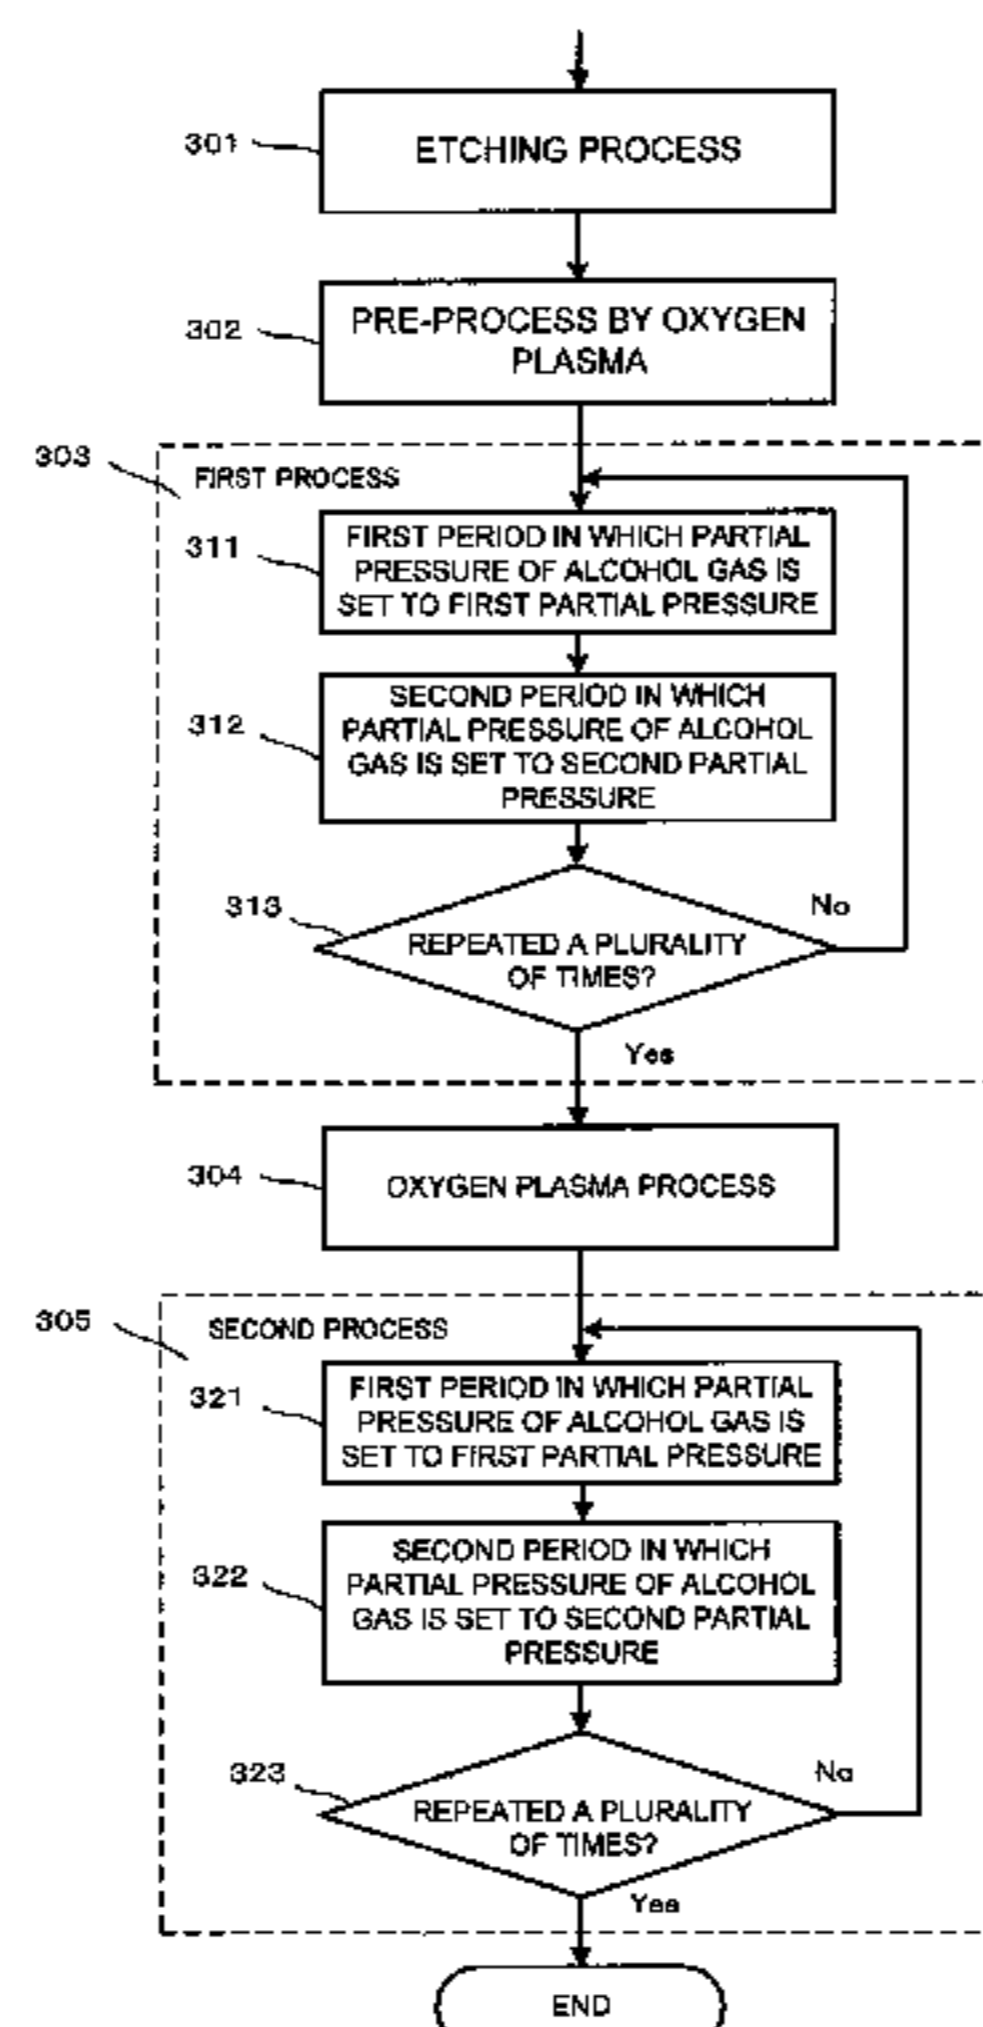 301
ETCHING PROCESS
302
PRE-PROCESS BY OXYGEN
PLASMA
303
FIRST PROCESS
311
FIRST PERIOD IN WHICH PARTIAL
PRESSURE OF ALCOHOL GAS IS
SET TO FIRST PARTIAL PRESSURE
312
SECOND PERIOD IN WHICH
PARTIAL PRESSURE OF ALCOHOL
GAS IS SET TO SECOND PARTIAL
PRESSURE
313
No
REPEATED A PLURALITY
OF TIMES?
Yes
304
OXYGEN PLASMA PROCESS
305
SECOND PROCESS
321
FIRST PERIOD IN WHICH PARTIAL
PRESSURE OF ALCOHOL GAS IS
SET TO FIRST PARTIAL PRESSURE
322
SECOND PERIOD IN WHICH
PARTIAL PRESSURE OF ALCOHOL
GAS IS SET TO SECOND PARTIAL
PRESSURE
323
No
REPEATED A PLURALITY
OF TIMES?
Yes
END